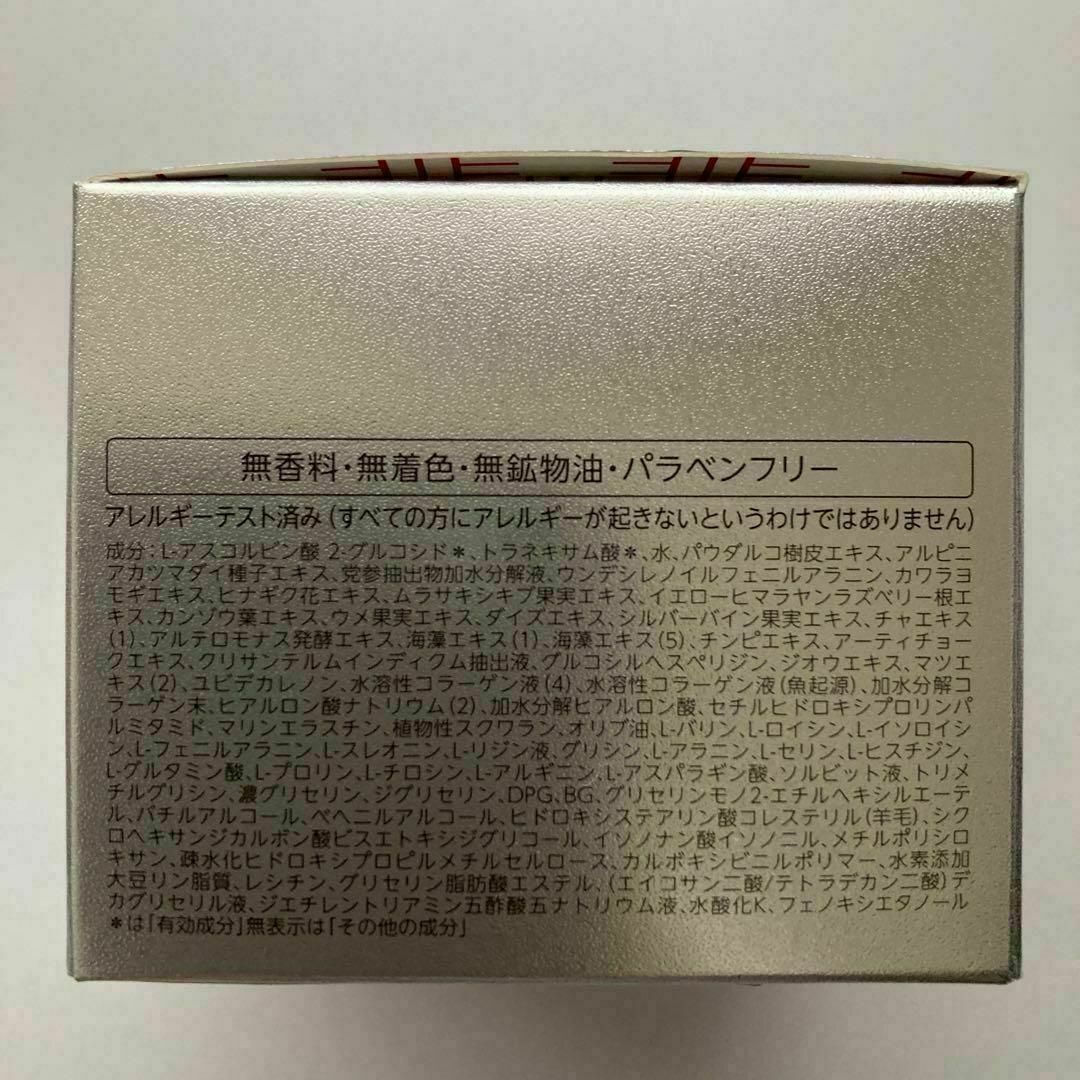 無香料・無着色・無鉱物油・パラベンフリー
アレルギーテスト済み(すべての方にアレルギーが起きないというわけではありません)
成分：L-アスコルビン酸 2-グルコシド＊、トラネキサム酸＊、水、パウダルコ樹皮エキス、アルピニ
アカツマダイ種子エキス、党参抽出物加水分解液、ウンデシレノイルフェニルアラニン、カワラヨ
モギエキス、ヒナギク花エキス、ムラサキシキブ果実エキス、イエローヒマラヤンラズベリー根エ
キス、カンゾウ葉エキス、ウメ果実エキス、ダイズエキス、シルバーバイン果実エキス、チャエキス
(1)、アルテロモナス発酵エキス、海藻エキス(1)、海藻エキス(5)、チンピエキス、アーティチョー
クエキス、クリサンテルムインディクム抽出液、グルコシルヘスペリジン、ジオウエキス、マツエ
キス(2)、ユビデカレノン、水溶性コラーゲン液(4)、水溶性コラーゲン液(魚起源)、加水分解コ
ラーゲン末、ヒアルロン酸ナトリウム(2)、加水分解ヒアルロン酸、セチルヒドロキシプロリンパ
ルミタミド、マリンエラスチン、植物性スクワラン、オリブ油、L-バリン、L-ロイシン、L-イソロイシ
ン、L-フェニルアラニン、L-スレオニン、L-リジン液、グリシン、L-アラニン、L-セリン、L-ヒスチジン、
L-グルタミン酸、L-プロリン、L-チロシン、L-アルギニン、L-アスパラギン酸、ソルビット液、トリメ
チルグリシン、濃グリセリン、ジグリセリン、DPG、BG、グリセリンモノ2-エチルヘキシルエーテ
ル、バチルアルコール、ベヘニルアルコール、ヒドロキシステアリン酸コレステリル(羊毛)、シク
ロヘキサンジカルボン酸ビスエトキシジグリコール、イソノナン酸イソノニル、メチルポリシロ
キサン、疎水化ヒドロキシプロピルメチルセルロース、カルボキシビニルポリマー、水素添加
大豆リン脂質、レシチン、グリセリン脂肪酸エステル、(エイコサン二酸/テトラデカン二酸)デ
カグリセリル液、ジエチレントリアミン五酢酸五ナトリウム液、水酸化K、フェノキシエタノール
＊は「有効成分」無表示は「その他の成分」